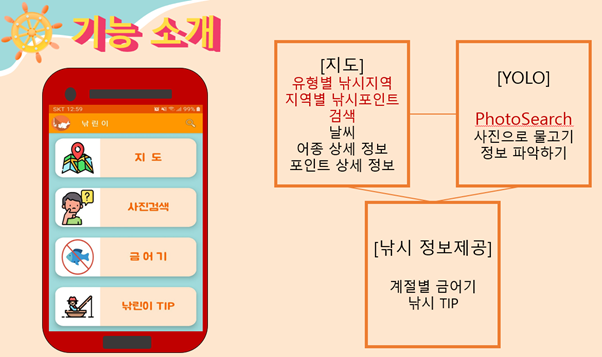 기능 소개
SKT 12:59
99%
낚린이
지 도
사진검색
?
금어기
낚린이 TIP
[지도]
유형별 낚시지역
지역별 낚시포인트
검색
날씨
어종 상세 정보
포인트 상세 정보
[YOLO]
PhotoSearch
사진으로 물고기
정보 파악하기
[낚시 정보제공]
계절별 금어기
낚시 TIP